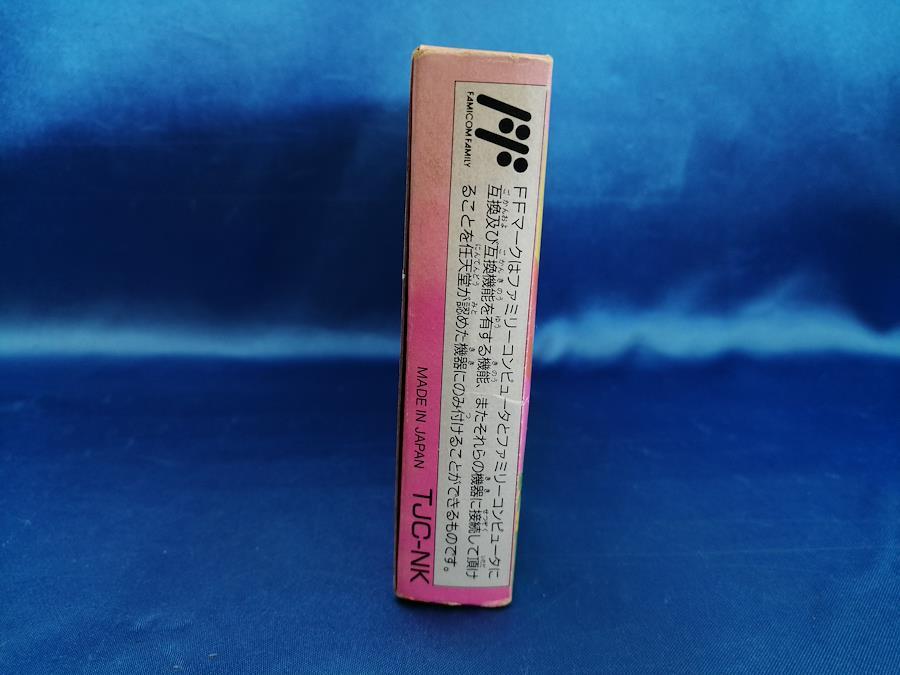 FF
FAMICOM FAMILY
FFマークはファミリーコンピュータとファミリーコンピュータに
互換及び互換機能を有する機能、またそれらの機器に接続して頂け
ることを任天堂が認めた機器にのみ付けることができるものです。
MADE IN JAPAN
TJC-NK